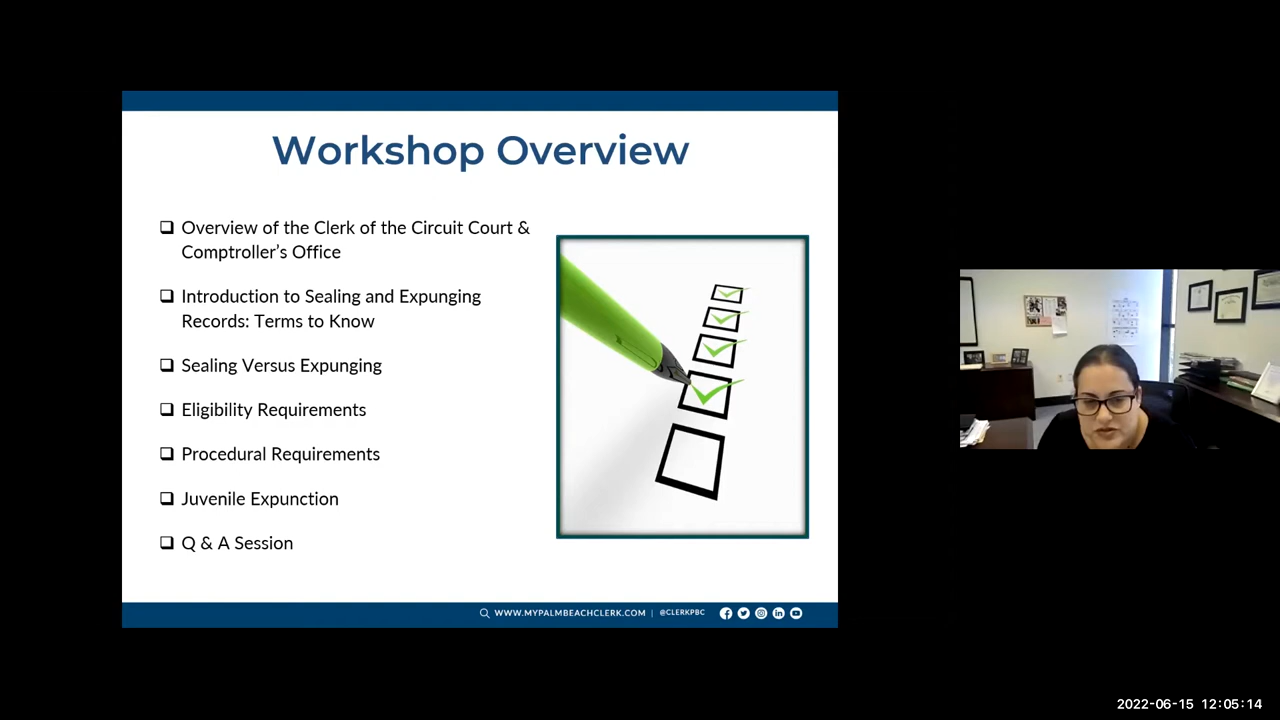 Workshop Overview
Overview of the Clerk of the Circuit Court &
Comptroller’s Office
Introduction to Sealing and Expunging
Records: Terms to Know
Sealing Versus Expunging
Eligibility Requirements
Procedural Requirements
Juvenile Expunction
Q & A Session
WWW.MYPALMBEACHCLERK.COM | @CLERKPBC
2022-06-15 12:05:14